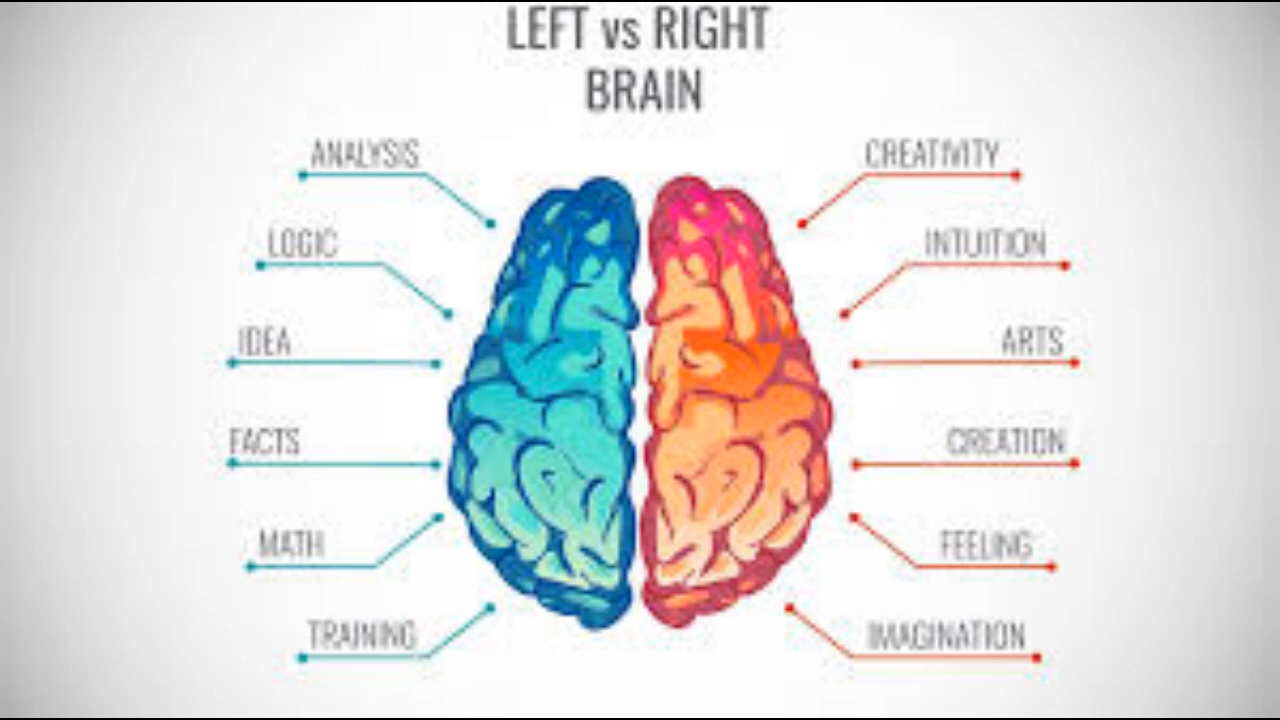 LEFT vs RIGHT
BRAIN
ANALYSIS
LOGIC
IDEA
FACTS
MATH
TRAINING
CREATIVITY
INTUITION
ARTS
CREATION
FEELING
IMAGINATION